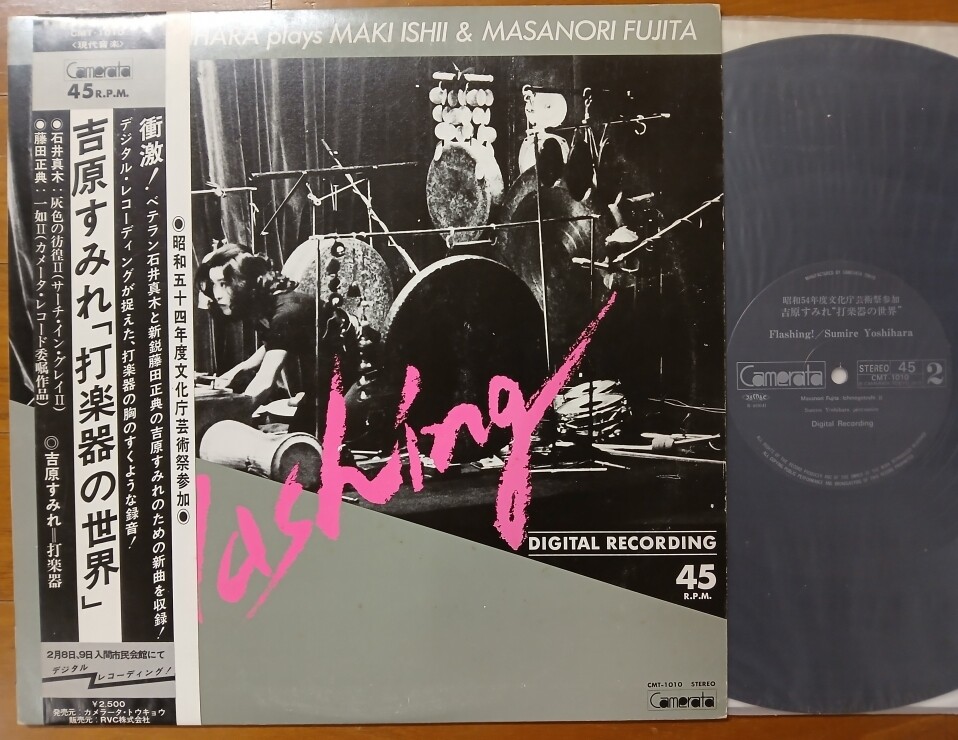 HARA plays MAKI ISHII & MASANORI FUJITA
CMT-1010
<現代音楽>
Camerata
45 R.P.M.
衝激！ベテラン石井真木と新鋭藤田正典の吉原すみれのための新曲を収録！
デジタル・レコーディングが捉えた、打楽器の胸のすくような録音！
吉原すみれ「打楽器の世界」
●石井真木：灰色の彷徨II(サーチ・イン・グレイII)
●藤田正典：一如II(カメラータ・レコード委嘱作品)
◎吉原すみれ＝打楽器
2月8日、9日入間市民会館にて
デジタル
レコーディング！
¥2,500
発売元：カメラータ・トウキョウ
販売元：RVC株式会社
●昭和五十四年度文化庁芸術祭参加●
lashing
DIGITAL RECORDING
45
R.P.M.
CMT-1010 STEREO
Camerata
昭和54年度文化庁芸術祭参加
吉原すみれ"打楽器の世界"
Flashing!/Sumire Yoshihara
Camerata
STEREO 45
CMT 1010
2
Digital Recording